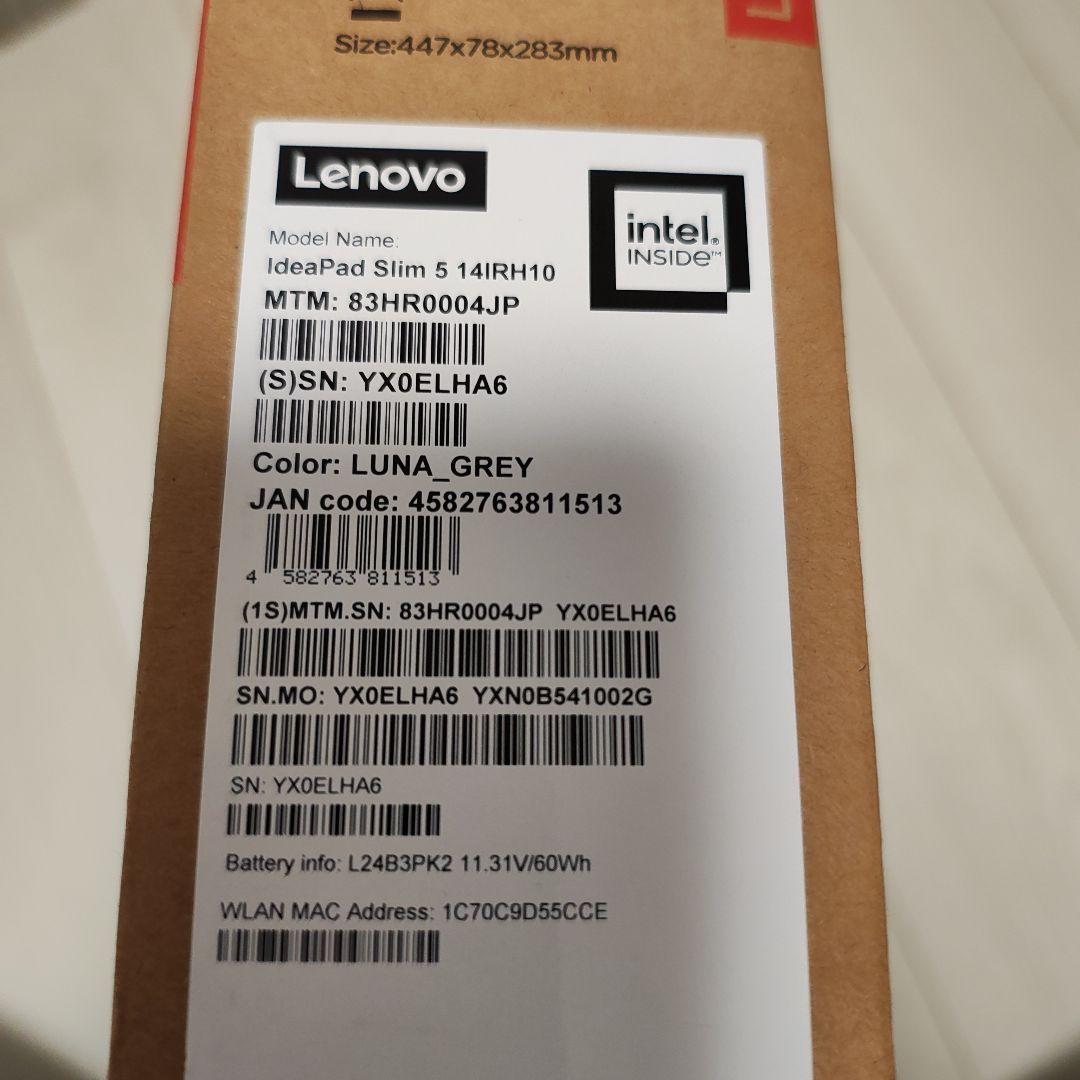 Size:447x78x283mm
Lenovo
intel.®
INSIDE™
Model Name:
IdeaPad Slim 5 14IRH10
MTM: 83HR0004JP
(S)SN: YX0ELHA6
Color: LUNA_GREY
JAN code: 4582763811513
4 582763 811513
(1S)MTM.SN: 83HR0004JP YX0ELHA6
SN.MO: YX0ELHA6 YXN0B541002G
SN: YX0ELHA6
Battery info: L24B3PK2 11.31V/60Wh
WLAN MAC Address: 1C70C9D55CCE